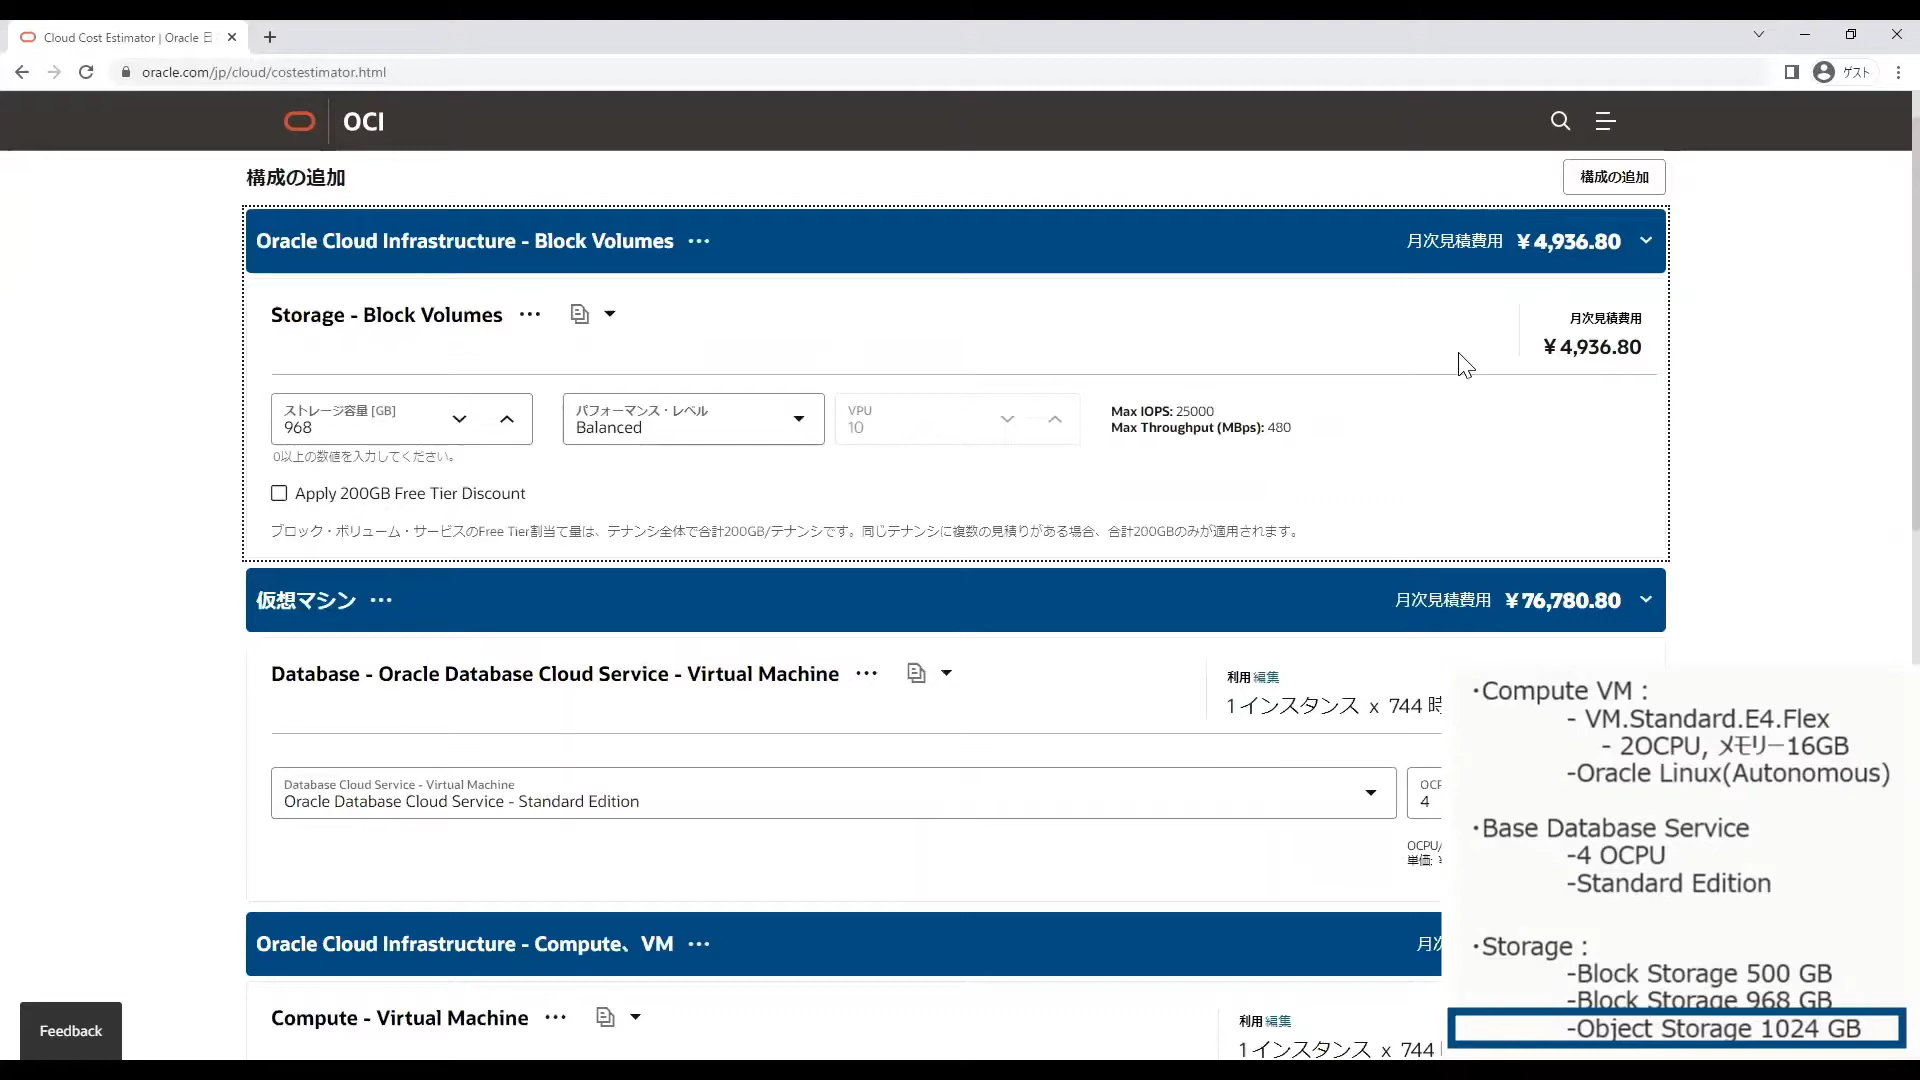 Cloud Cost Estimator | Oracle 日
oracle.com/jp/cloud/costestimator.html
ゲスト
OCI
構成の追加
構成の追加
Oracle Cloud Infrastructure - Block Volumes ···
月次見積費用 ¥4,936.80
Storage - Block Volumes ···
月次見積費用
¥4,936.80
ストレージ容量 [GB]
968
パフォーマンス・レベル
Balanced
VPU
10
Max IOPS: 25000
Max Throughput (MBps): 480
0以上の数値を入力してください。
Apply 200GB Free Tier Discount
ブロック・ボリューム・サービスのFree Tier割当て量は、テナンシ全体で合計200GB/テナンシです。同じテナンシに複数の見積りがある場合、合計200GBのみが適用されます。
仮想マシン ···
月次見積費用 ¥76,780.80
Database - Oracle Database Cloud Service - Virtual Machine ···
利用 編集
1 インスタンス x 744 時
Database Cloud Service - Virtual Machine
Oracle Database Cloud Service - Standard Edition
OCP
4
OCPU/
単価:
Oracle Cloud Infrastructure - Compute、VM ···
月次
Compute - Virtual Machine ···
利用 編集
1 インスタンス x 744
・Compute VM :
- VM.Standard.E4.Flex
- 2OCPU, メモリー16GB
-Oracle Linux(Autonomous)
・Base Database Service
-4 OCPU
-Standard Edition
・Storage :
-Block Storage 500 GB
-Block Storage 968 GB
-Object Storage 1024 GB
Feedback